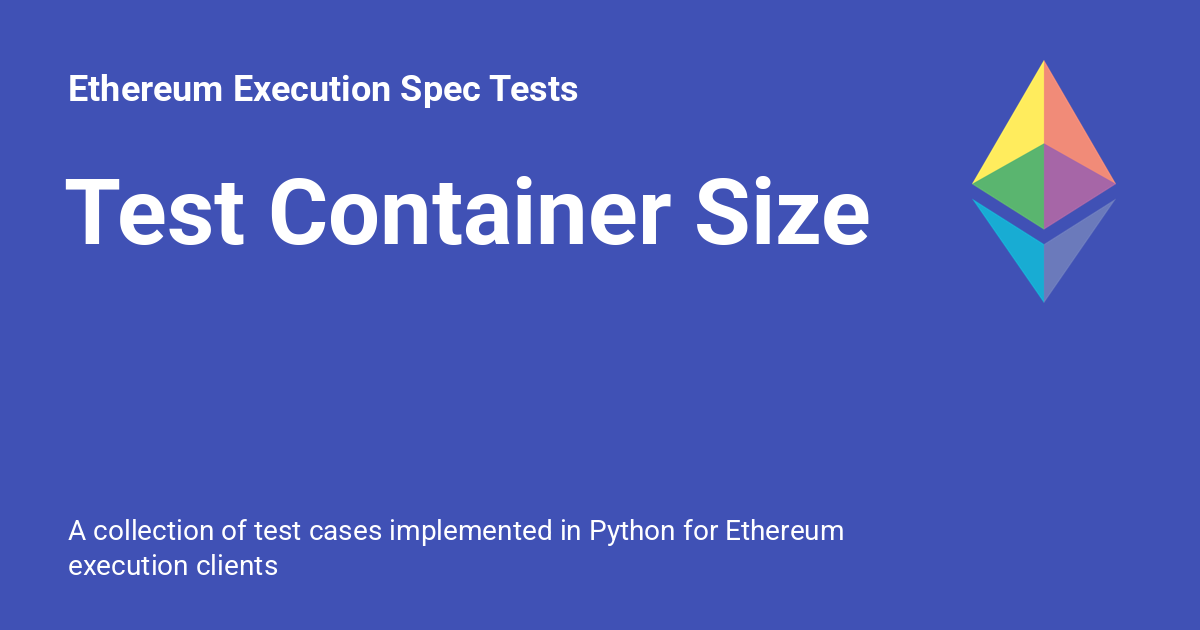 Ethereum Execution Spec Tests
Test Container Size
A collection of test cases implemented in Python for Ethereum
execution clients